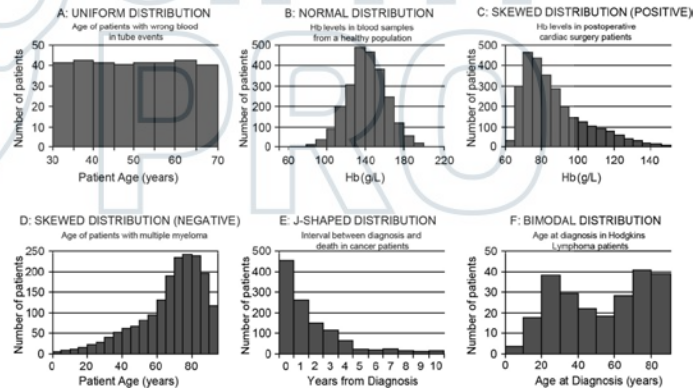 A: UNIFORM DISTRIBUTION
Age of patients with wrong blood
in tube events
Number of patients
50
40
30
20
10
0
30 40 50 60 70
Patient Age (years)
B: NORMAL DISTRIBUTION
Hb levels in blood samples
from a healthy population
Number of patients
500
400
300
200
100
0
60 100 140 180 220
Hb(g/L)
C: SKEWED DISTRIBUTION (POSITIVE)
Hb levels in postoperative
cardiac surgery patients
Number of patients
500
400
300
200
100
0
60 80 100 120 140
Hb(g/L)
D: SKEWED DISTRIBUTION (NEGATIVE)
Age of patients with multiple myeloma
Number of patients
250
200
150
100
50
0
0 20 40 60 80
Patient Age (years)
E: J-SHAPED DISTRIBUTION
Interval between diagnosis and
death in cancer patients
Number of patients
500
400
300
200
100
0
0 1 2 3 4 5 6 7 8 9 10
Years from Diagnosis
F: BIMODAL DISTRIBUTION
Age at diagnosis in Hodgkins
Lymphoma patients
Number of patients
50
40
30
20
10
0
0 20 40 60 80
Age at Diagnosis (years)
PRO